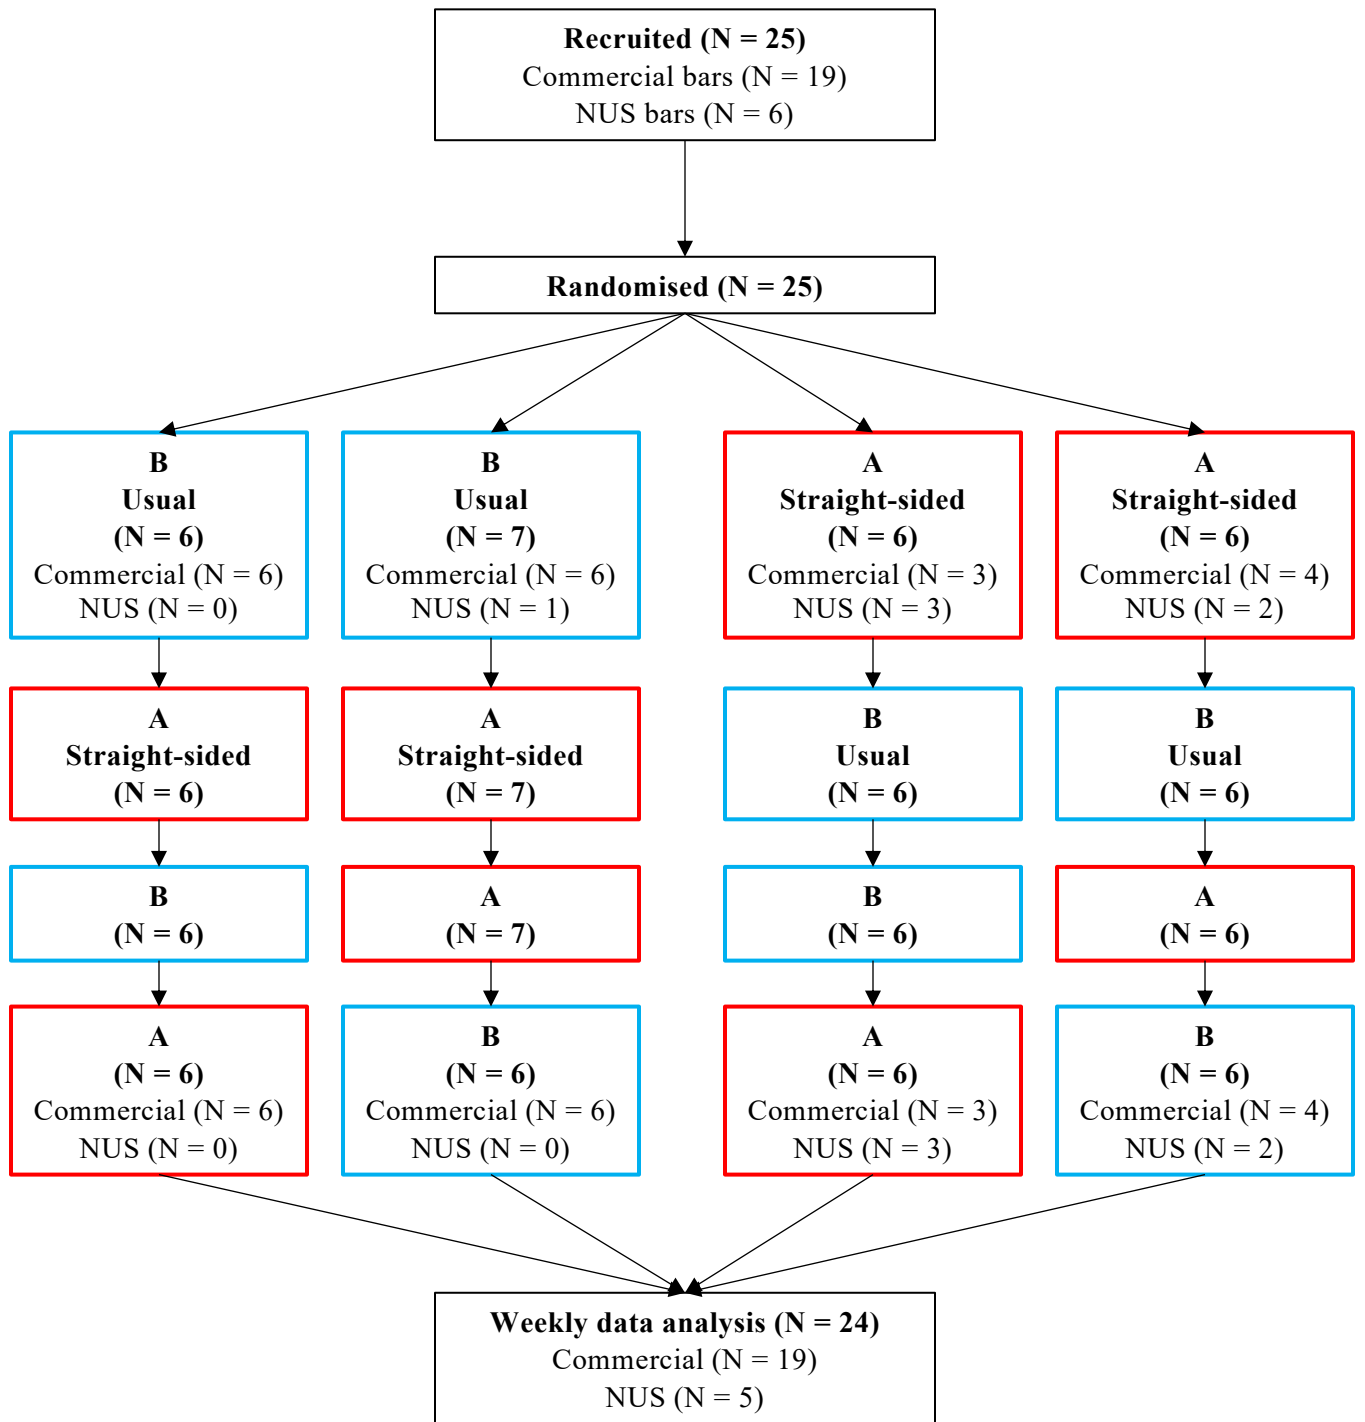 Recruited (N = 25)
Commercial bars (N = 19)
NUS bars (N = 6)
Randomised (N = 25)
B
Usual
(N = 6)
Commercial (N = 6)
NUS (N = 0)
B
Usual
(N = 7)
Commercial (N = 6)
NUS (N = 1)
A
Straight-sided
(N = 6)
Commercial (N = 3)
NUS (N = 3)
A
Straight-sided
(N = 6)
Commercial (N = 4)
NUS (N = 2)
A
Straight-sided
(N = 6)
A
Straight-sided
(N = 7)
B
Usual
(N = 6)
B
Usual
(N = 6)
B
(N = 6)
A
(N = 7)
B
(N = 6)
A
(N = 6)
A
(N = 6)
Commercial (N = 6)
NUS (N = 0)
B
(N = 6)
Commercial (N = 6)
NUS (N = 0)
A
(N = 6)
Commercial (N = 3)
NUS (N = 3)
B
(N = 6)
Commercial (N = 4)
NUS (N = 2)
Weekly data analysis (N = 24)
Commercial (N = 19)
NUS (N = 5)